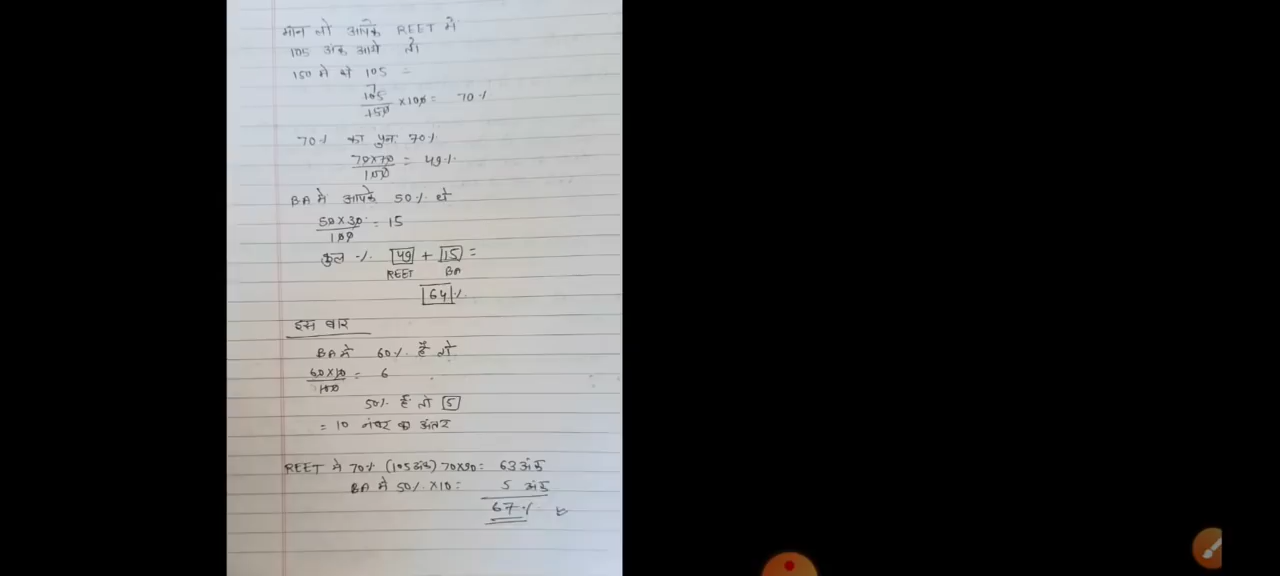 मान लो आपके REET में
105 अंक आये तो
150 में से 105 =
105/150 × 100 = 70%
70% का पुनः 70%
70×70/100 = 49%
BA मे आपके 50% थे
50×30/100 = 15
कुल % 49 + 15 =
REET BA
64%
इस बार
BA मे 60% है तो
60×10/100 = 6
50% है तो 5
= 10 नंबर का अंतर
REET मे 70% (105 अंक) 70×90 = 63 अंक
BA मे 50% ×10 = 5 अंक
67%